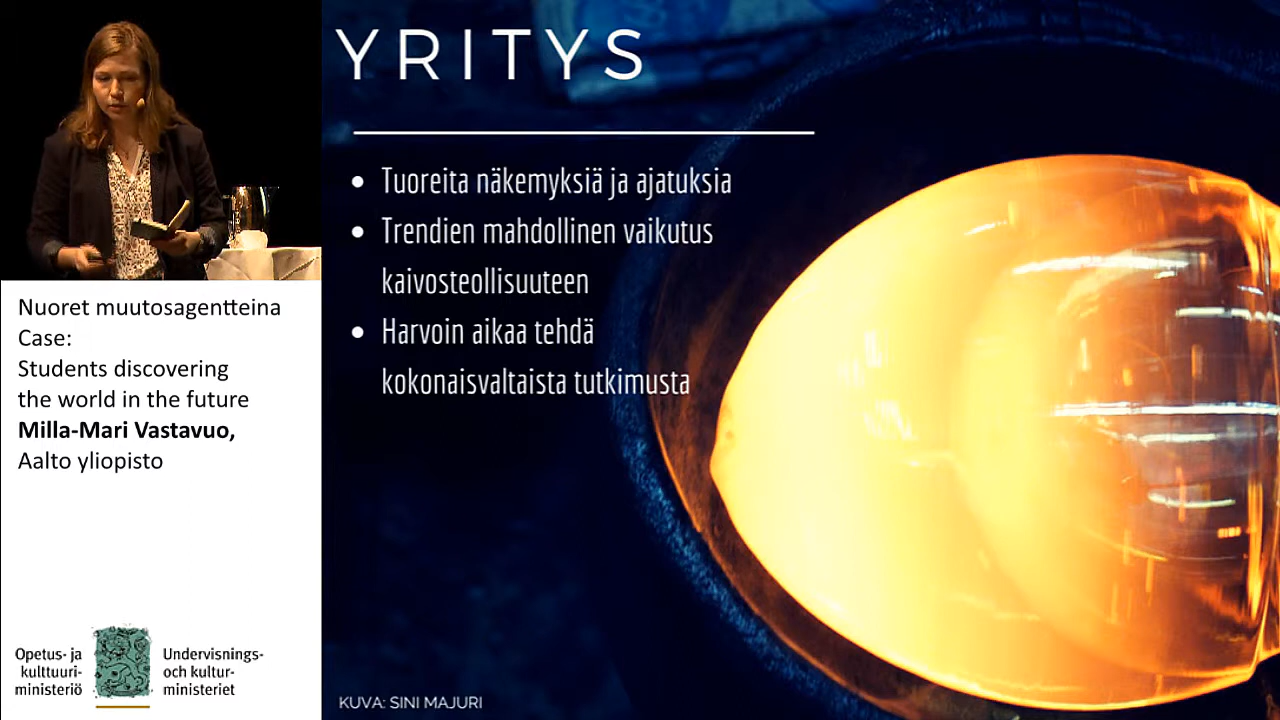 YRITYS
• Tuoreita näkemyksiä ja ajatuksia
• Trendien mahdollinen vaikutus
kaivosteollisuuteen
• Harvoin aikaa tehdä
kokonaisvaltaista tutkimusta
KUVA: SINI MAJURI
Nuoret muutosagentteina
Case:
Students discovering
the world in the future
Milla-Mari Vastavuo,
Aalto yliopisto
Opetus- ja
kulttuuri-
ministeriö
Undervisnings-
och kultur-
ministeriet